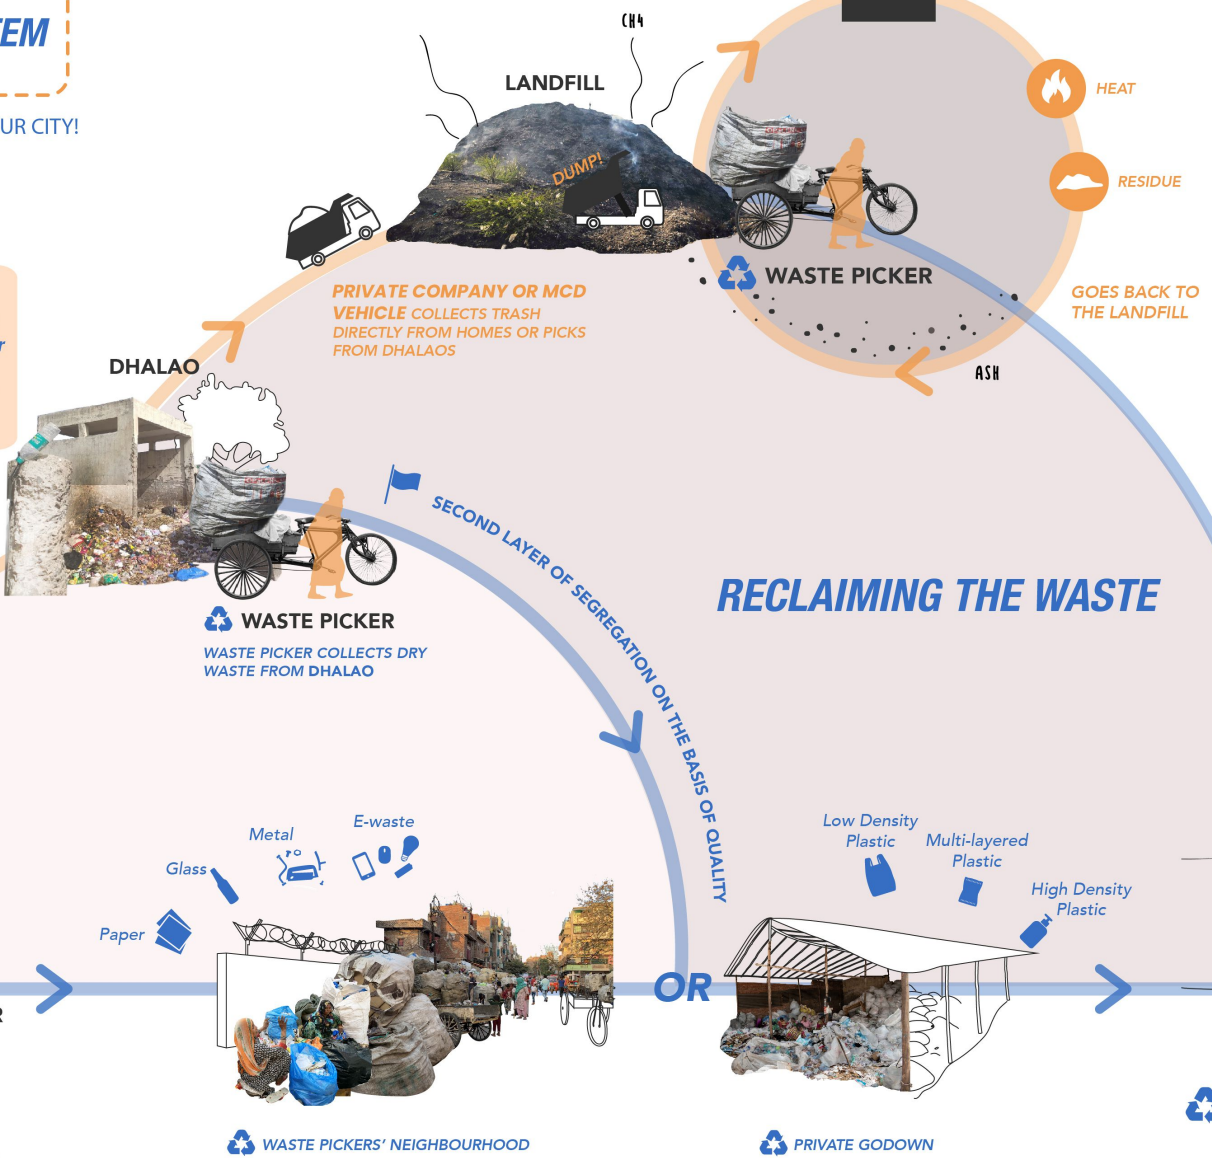 TEM
UR CITY!
CH4
LANDFILL
DUMP!
HEAT
RESIDUE
WASTE PICKER
GOES BACK TO
THE LANDFILL
ASH
PRIVATE COMPANY OR MCD
VEHICLE COLLECTS TRASH
DIRECTLY FROM HOMES OR PICKS
FROM DHALAOS
r
DHALAO
SECOND LAYER OF SEGREGATION ON THE BASIS OF QUALITY
RECLAIMING THE WASTE
WASTE PICKER
WASTE PICKER COLLECTS DRY
WASTE FROM DHALAO
E-waste
Metal
Glass
Paper
Low Density
Plastic
Multi-layered
Plastic
High Density
Plastic
OR
R
WASTE PICKERS' NEIGHBOURHOOD
PRIVATE GODOWN